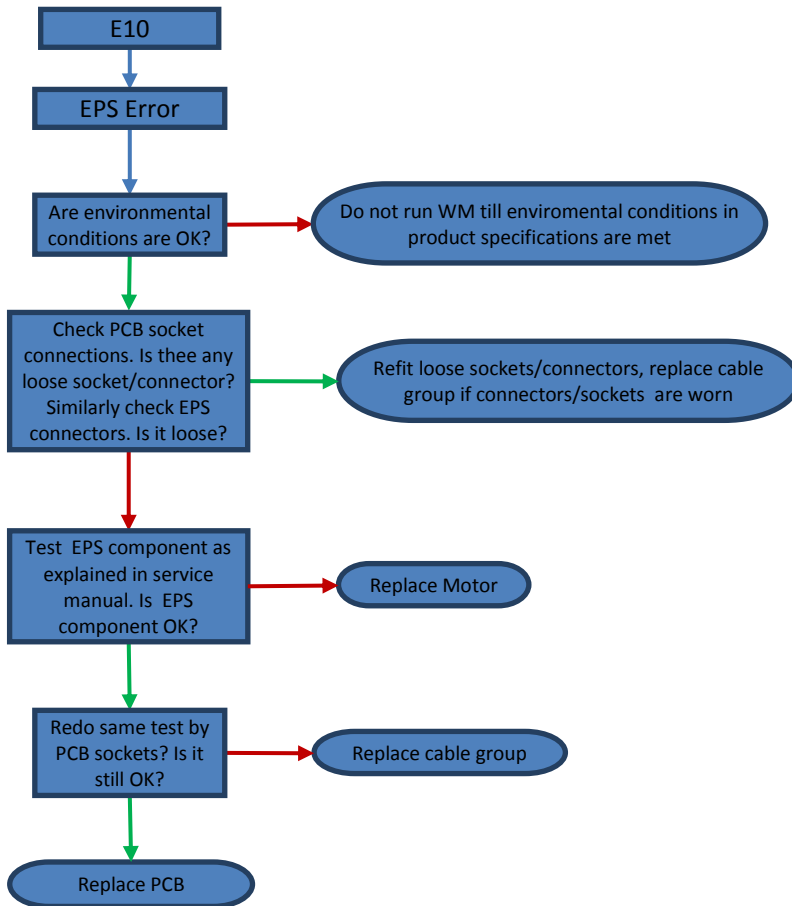 E10
EPS Error
Are environmental
conditions are OK?
Do not run WM till enviromental conditions in
product specifications are met
Check PCB socket
connections. Is thee any
loose socket/connector?
Similarly check EPS
connectors. Is it loose?
Refit loose sockets/connectors, replace cable
group if connectors/sockets are worn
Test EPS component as
explained in service
manual. Is EPS
component OK?
Replace Motor
Redo same test by
PCB sockets? Is it
still OK?
Replace cable group
Replace PCB